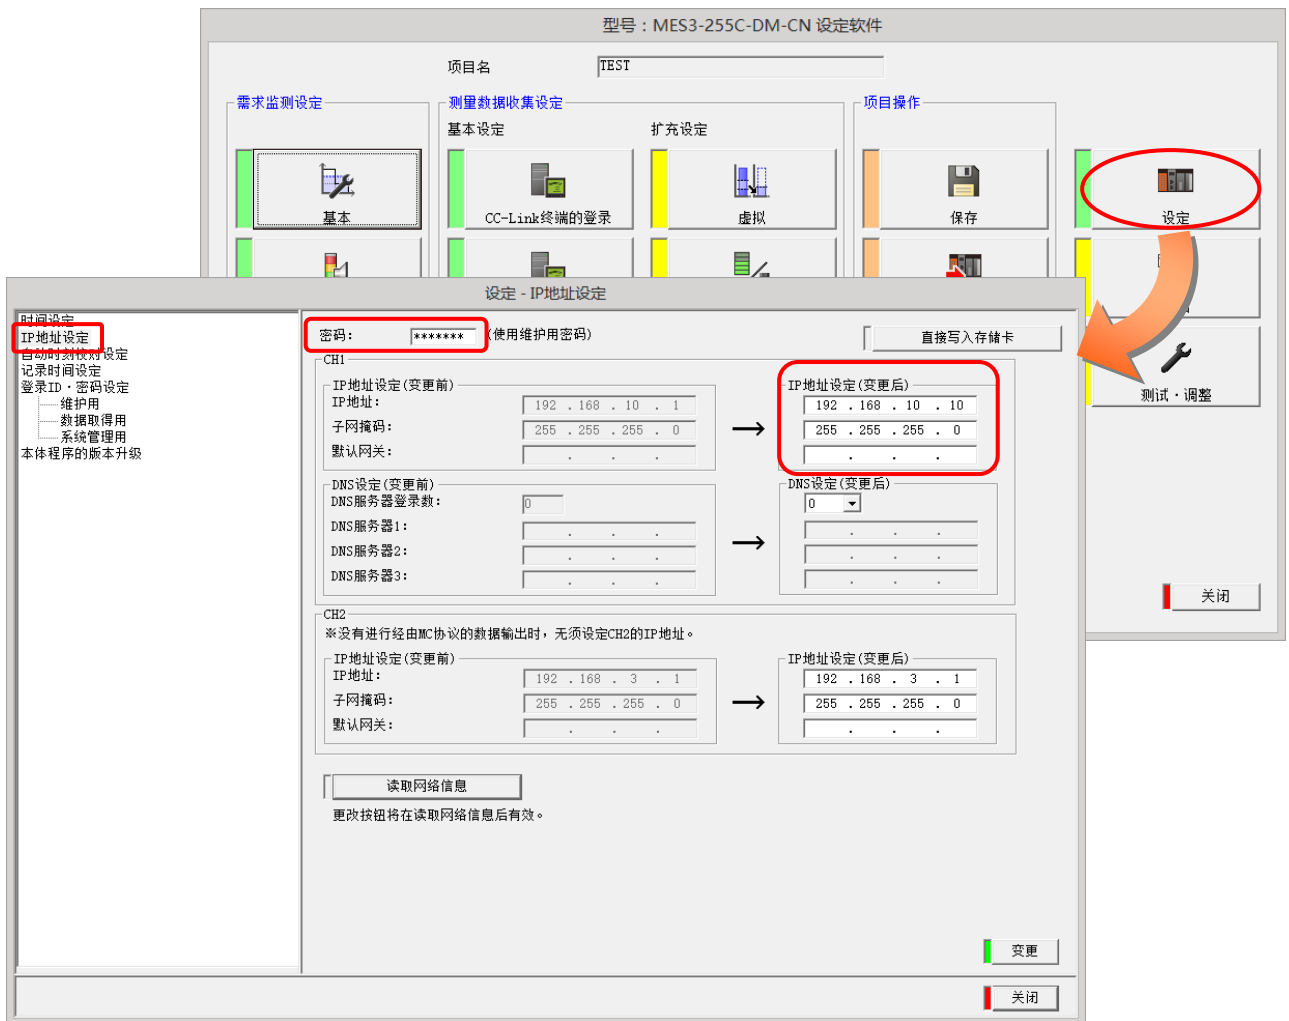 型号：MES3-255C-DM-CN 设定软件
项目名 TEST
需求监测设定 测量数据收集设定 项目操作
基本设定 扩充设定
基本 CC-Link终端的登录 虚拟 保存 设定
测试・调整
关闭
设定 - IP地址设定
时间设定
IP地址设定
自动时刻校对设定
记录时间设定
登录ID・密码设定
维护用
数据取得用
系统管理用
本体程序的版本升级
密码： ******* (使用维护用密码) 直接写入存储卡
CH1
IP地址设定(变更前) IP地址设定(变更后)
IP地址： 192 .168 . 10 . 1 → 192 .168 . 10 . 10
子网掩码： 255 .255 .255 . 0 255 .255 .255 . 0
默认网关： . . . . . .
DNS设定(变更前) DNS设定(变更后)
DNS服务器登录数： 0 0
DNS服务器1： . . . → . . .
DNS服务器2： . . . . . .
DNS服务器3： . . . . . .
CH2
※没有进行经由MC协议的数据输出时，无须设定CH2的IP地址。
IP地址设定(变更前) IP地址设定(变更后)
IP地址： 192 .168 . 3 . 1 → 192 .168 . 3 . 1
子网掩码： 255 .255 .255 . 0 255 .255 .255 . 0
默认网关： . . . . . .
读取网络信息
更改按钮将在读取网络信息后有效。
变更
关闭